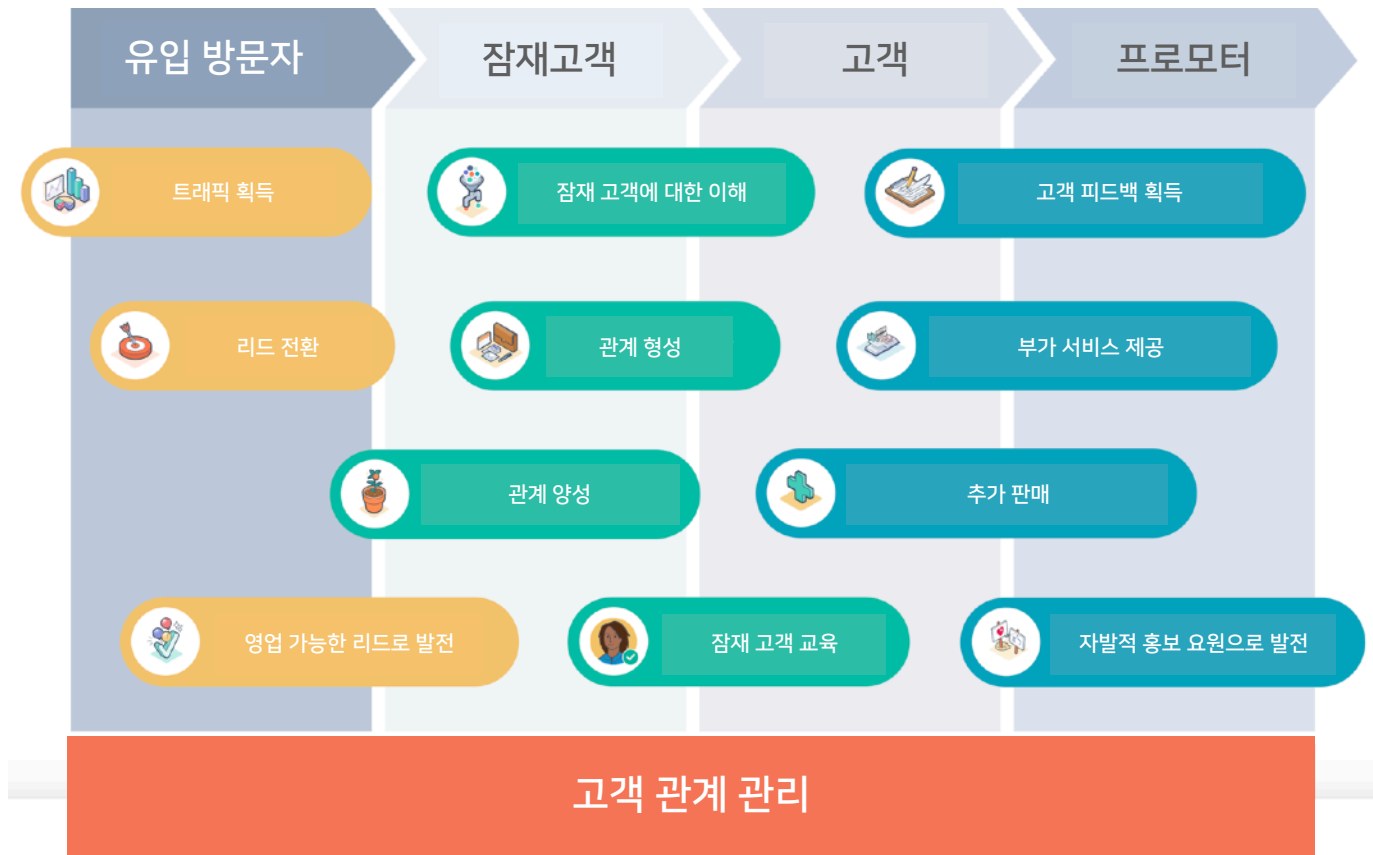 유입 방문자
잠재고객
고객
프로모터
트래픽 획득
잠재 고객에 대한 이해
고객 피드백 획득
리드 전환
관계 형성
부가 서비스 제공
관계 양성
추가 판매
영업 가능한 리드로 발전
잠재 고객 교육
자발적 홍보 요원으로 발전
고객 관계 관리